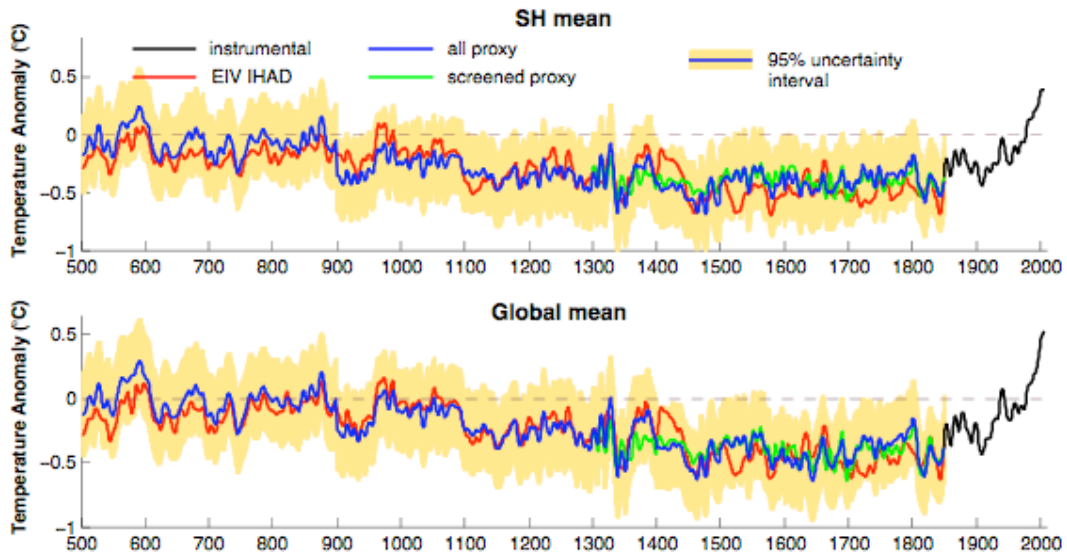 SH mean
instrumental
all proxy
95% uncertainty
EIV IHAD
screened proxy
interval
Temperature Anomaly (°C)
0.5
0
−0.5
−1
500 600 700 800 900 1000 1100 1200 1300 1400 1500 1600 1700 1800 1900 2000
Global mean
Temperature Anomaly (°C)
0.5
0
−0.5
−1
500 600 700 800 900 1000 1100 1200 1300 1400 1500 1600 1700 1800 1900 2000